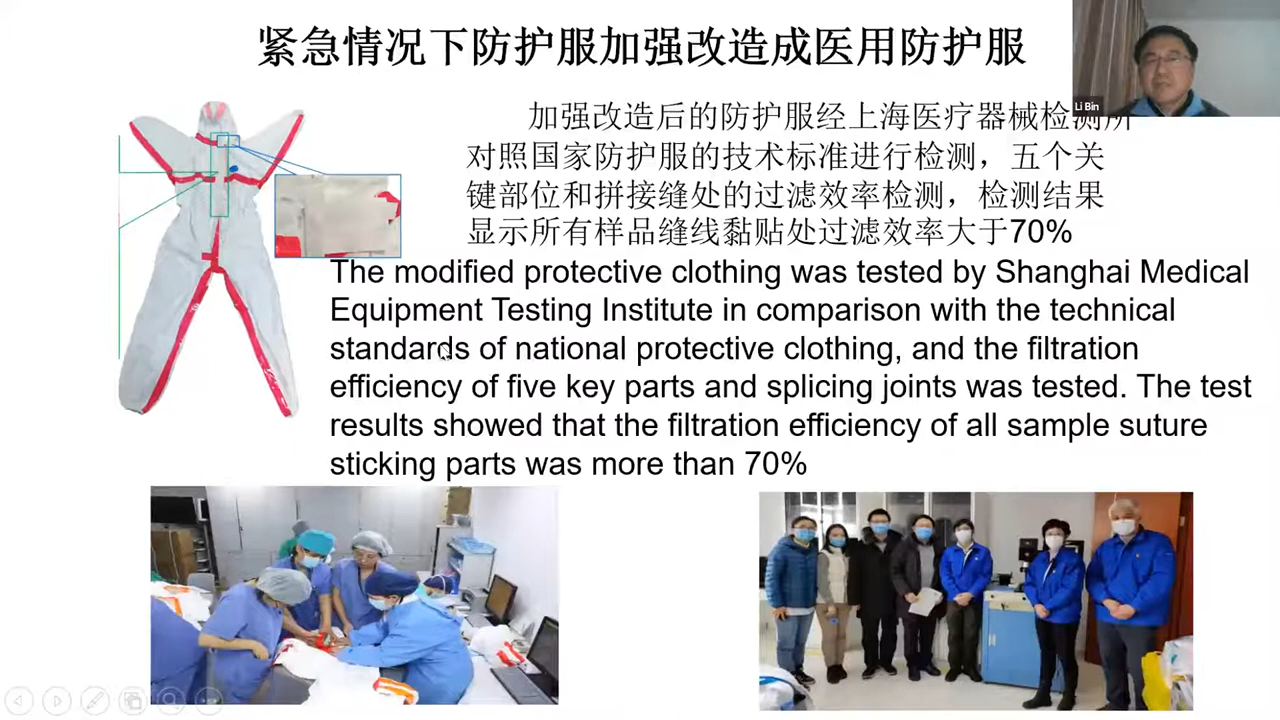 紧急情况下防护服加强改造成医用防护服
Li Bin
加强改造后的防护服经上海医疗器械检测所
对照国家防护服的技术标准进行检测，五个关
键部位和拼接缝处的过滤效率检测，检测结果
显示所有样品缝线黏贴处过滤效率大于70%
The modified protective clothing was tested by Shanghai Medical
Equipment Testing Institute in comparison with the technical
standards of national protective clothing, and the filtration
efficiency of five key parts and splicing joints was tested. The test
results showed that the filtration efficiency of all sample suture
sticking parts was more than 70%